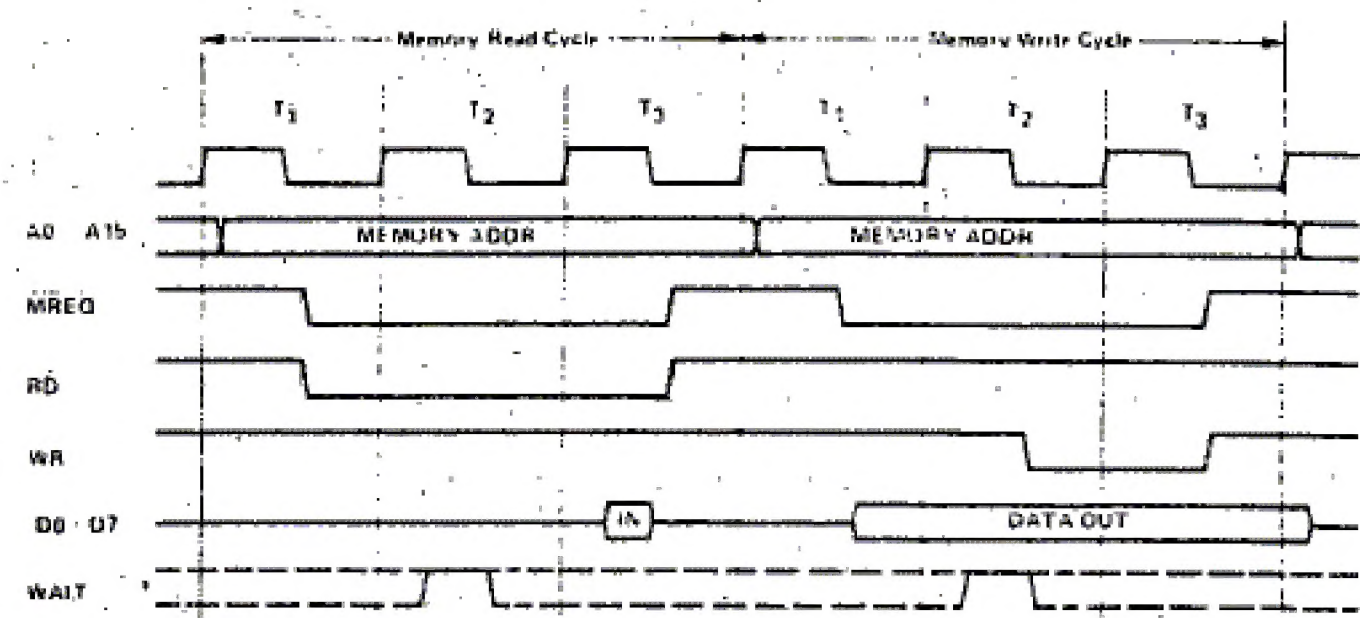 Memory Read Cycle Memory Write Cycle
T1 T2 T3 T1 T2 T3
A0 A15 MEMORY ADDR MEMORY ADDR
MREQ
RD
WR
D0 - D7 IN DATA OUT
WAIT